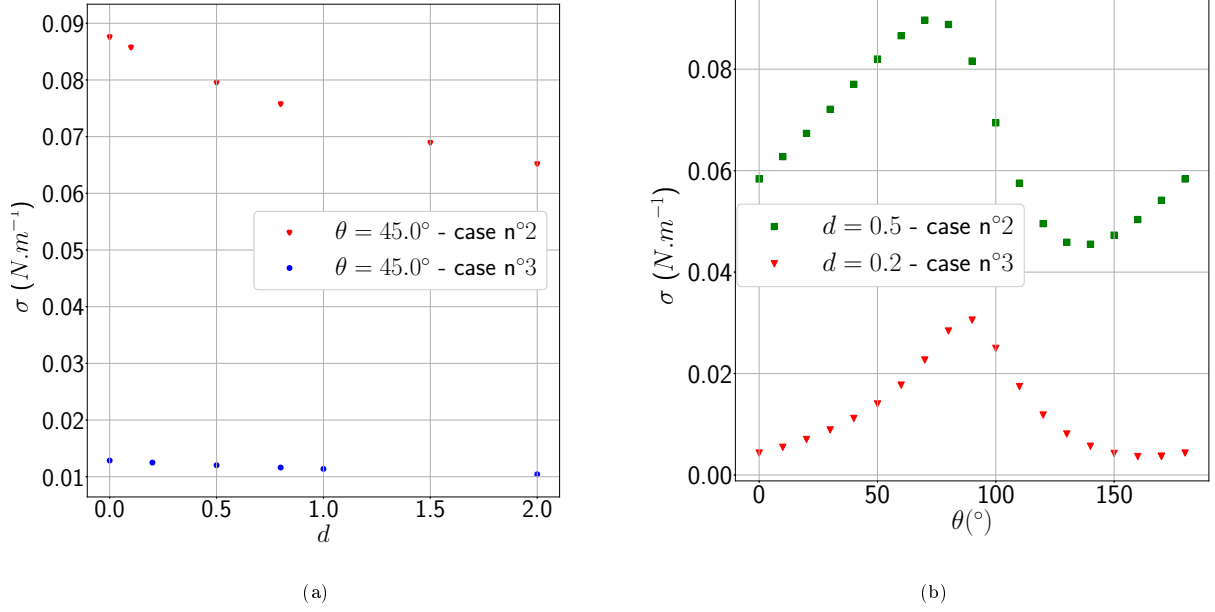 0.09
0.08
0.07
0.06
0.05
0.04
0.03
0.02
0.01
σ (N.m⁻¹)
θ = 45.0° - case n°2
θ = 45.0° - case n°3
0.0 0.5 1.0 1.5 2.0
d
(a)
0.08
0.06
0.04
0.02
0.00
σ (N.m⁻¹)
d = 0.5 - case n°2
d = 0.2 - case n°3
0 50 100 150
θ(°)
(b)